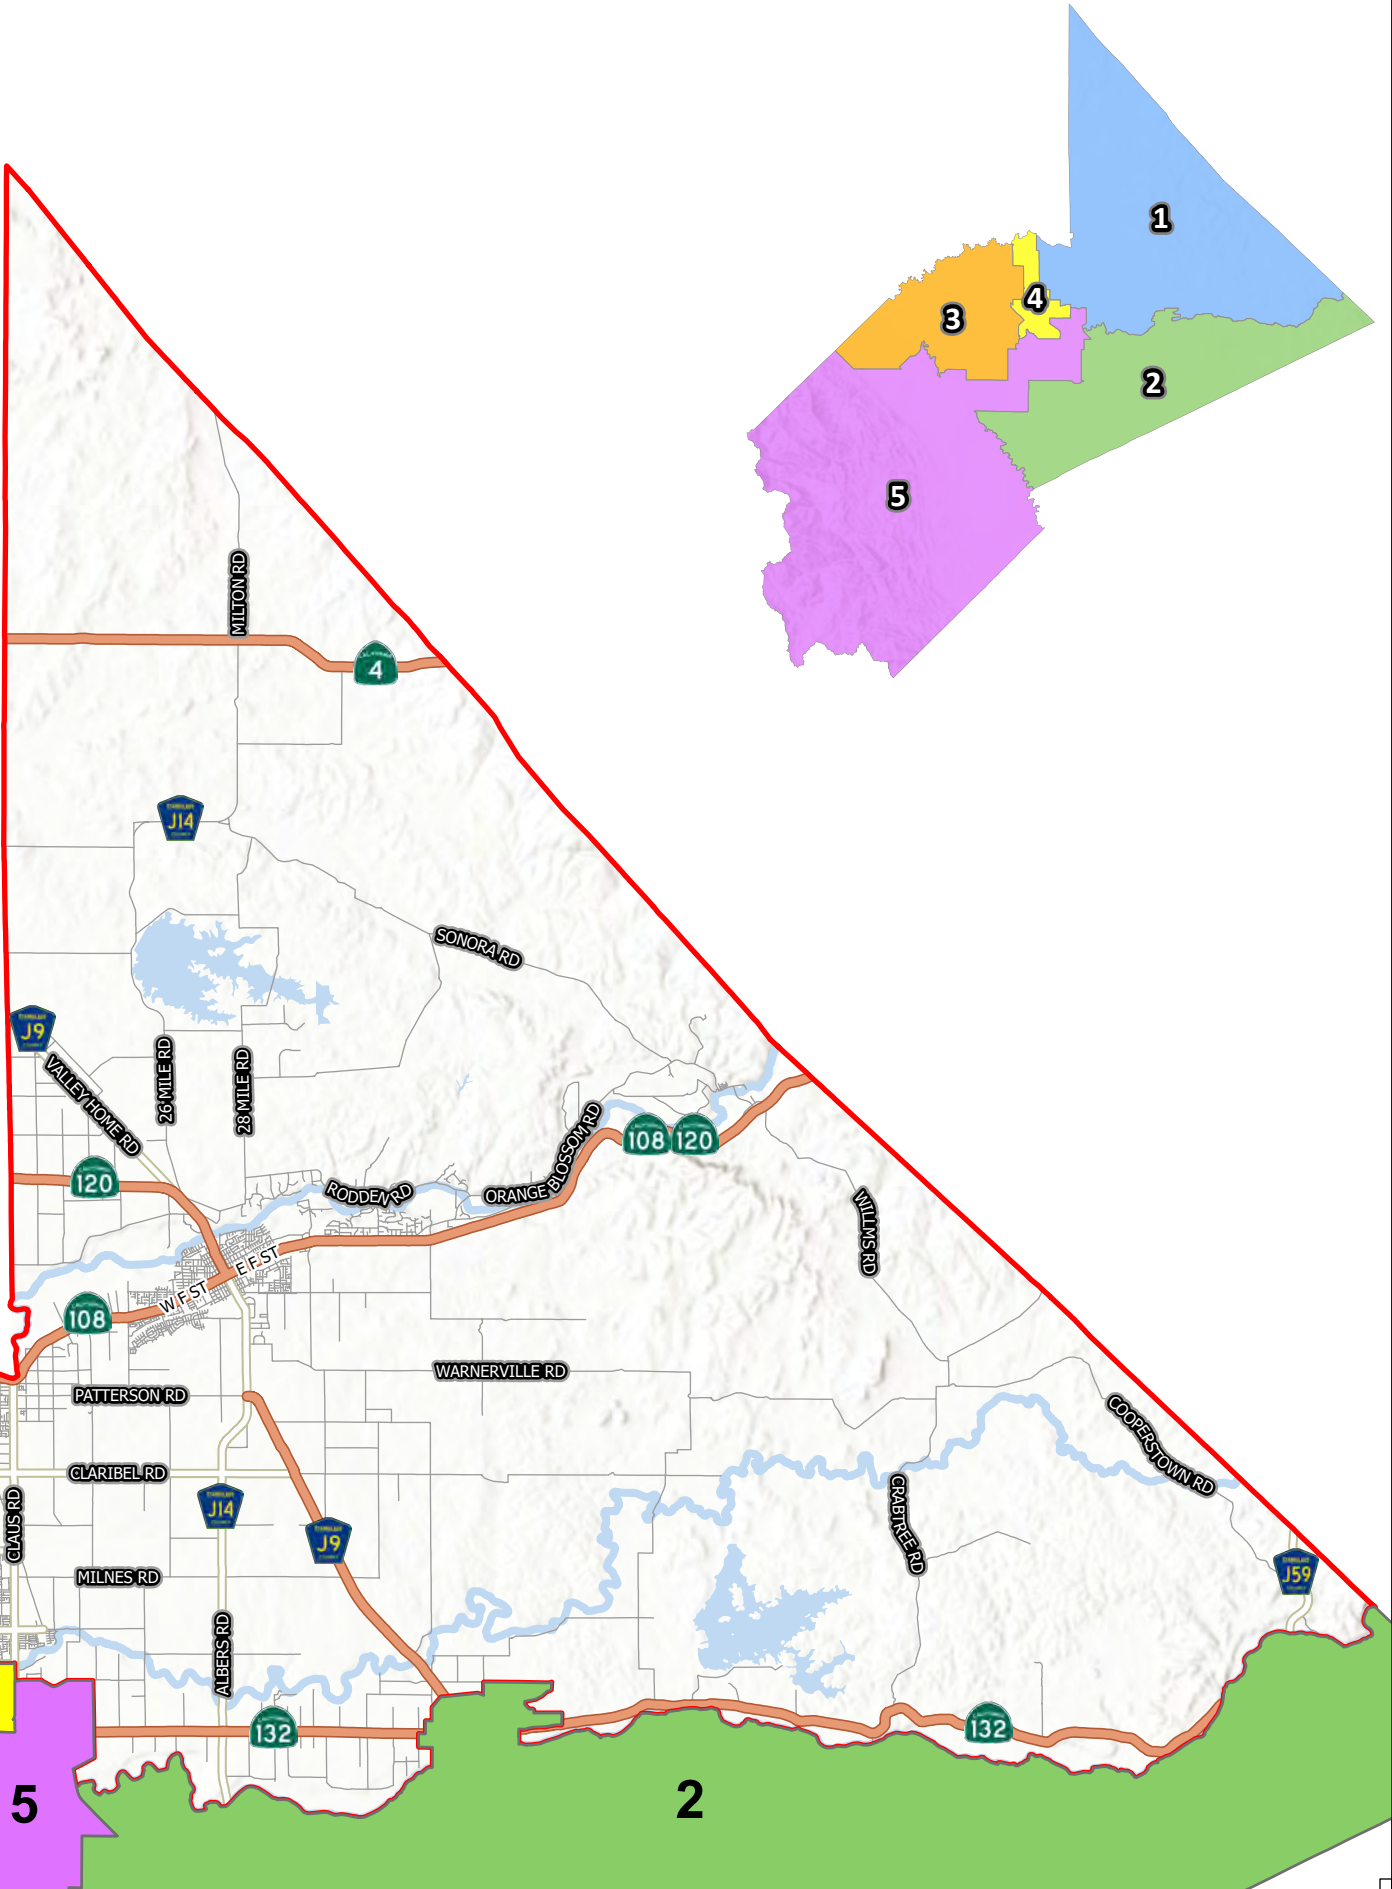 1
4
3
2
5
MILTON RD
4
J14
SONORA RD
J9
VALLEY HOME RD
26 MILE RD
28 MILE RD
108
120
ORANGE BLOSSOM RD
RODDEN RD
120
WILLMS RD
E F ST
W F ST
108
WARNERVILLE RD
PATTERSON RD
COOPERSTOWN RD
CLARIBEL RD
J14
CLAUS RD
CRABTREE RD
J9
J59
MILNES RD
ALBERS RD
132
132
5
2